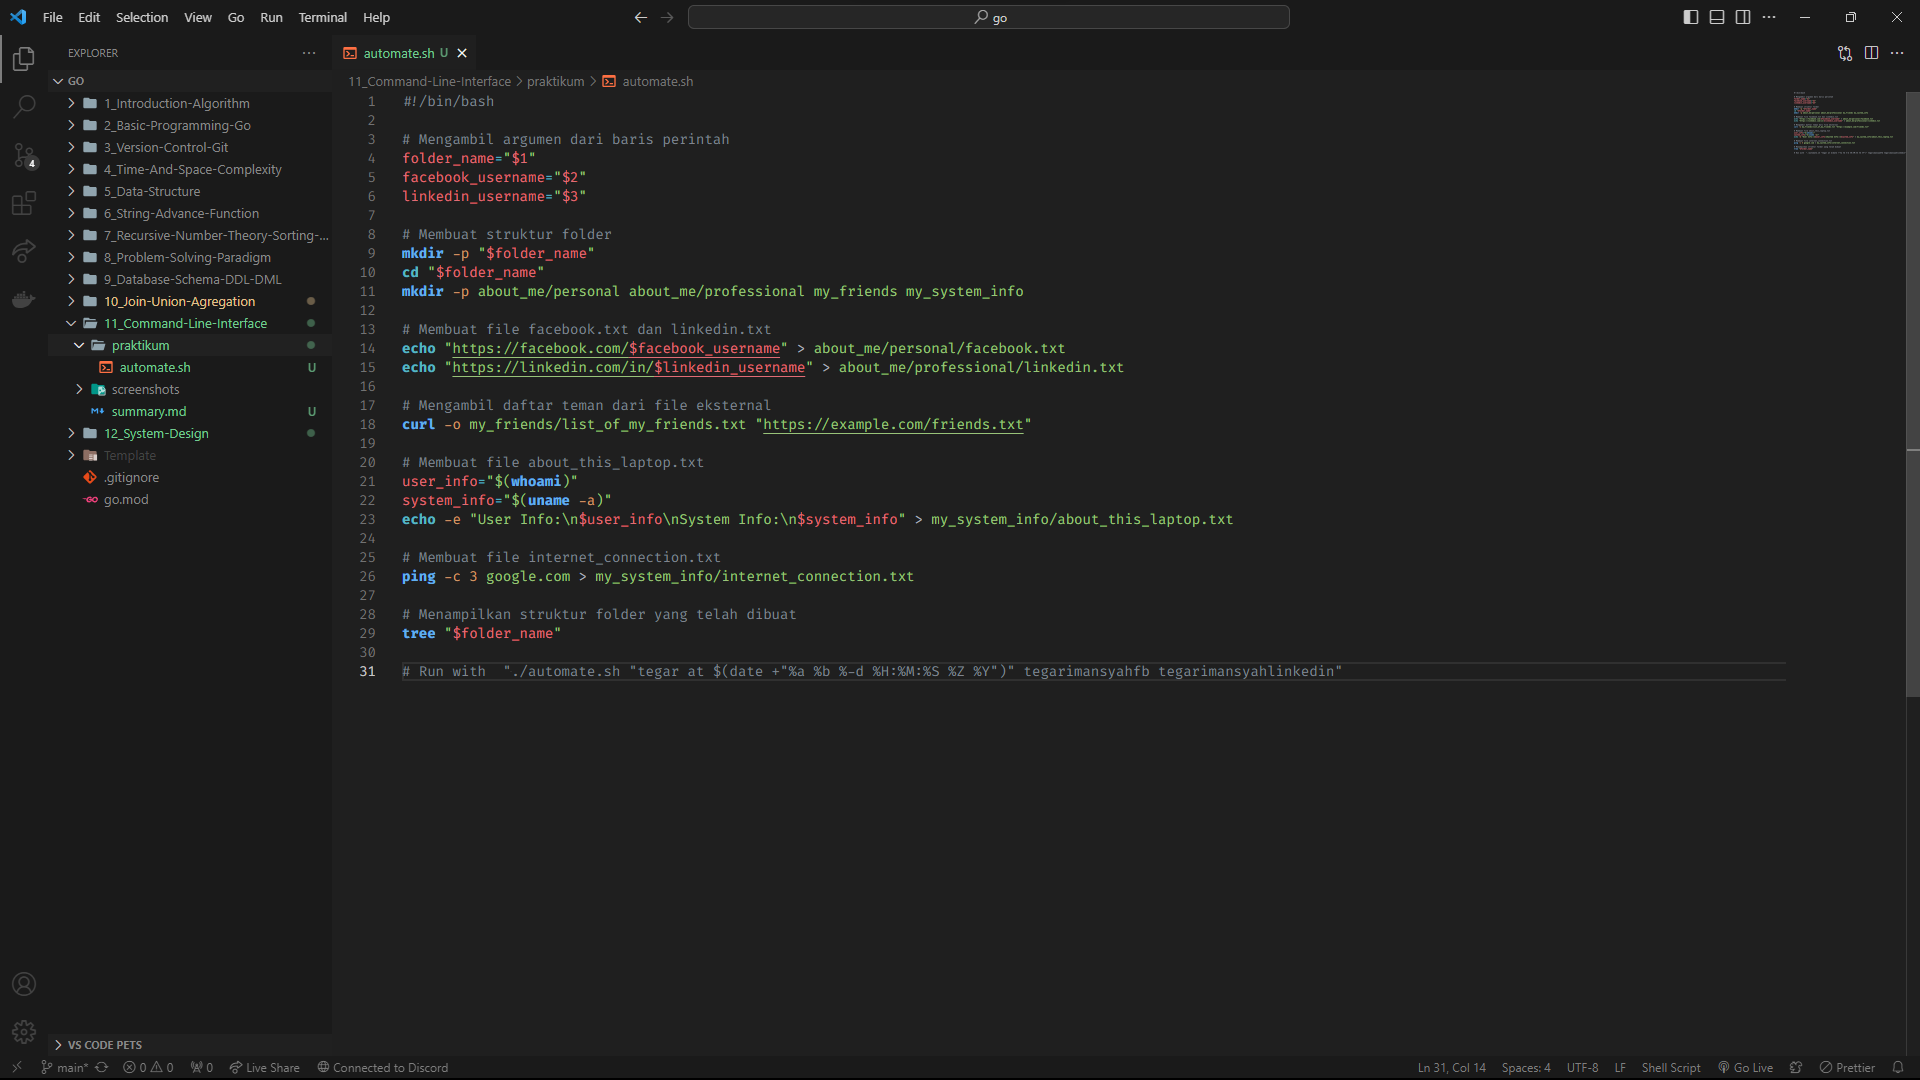 File Edit Selection View Go Run Terminal Help
go
EXPLORER
GO
1_Introduction-Algorithm
2_Basic-Programming-Go
3_Version-Control-Git
4_Time-And-Space-Complexity
5_Data-Structure
6_String-Advance-Function
7_Recursive-Number-Theory-Sorting-...
8_Problem-Solving-Paradigm
9_Database-Schema-DDL-DML
10_Join-Union-Agregation
11_Command-Line-Interface
praktikum
automate.sh U
screenshots
summary.md U
12_System-Design
Template
.gitignore
go.mod
VS CODE PETS
4
automate.sh U
11_Command-Line-Interface > praktikum > automate.sh
1 #!/bin/bash
2
3 # Mengambil argumen dari baris perintah
4 folder_name="$1"
5 facebook_username="$2"
6 linkedin_username="$3"
7
8 # Membuat struktur folder
9 mkdir -p "$folder_name"
10 cd "$folder_name"
11 mkdir -p about_me/personal about_me/professional my_friends my_system_info
12
13 # Membuat file facebook.txt dan linkedin.txt
14 echo "https://facebook.com/$facebook_username" > about_me/personal/facebook.txt
15 echo "https://linkedin.com/in/$linkedin_username" > about_me/professional/linkedin.txt
16
17 # Mengambil daftar teman dari file eksternal
18 curl -o my_friends/list_of_my_friends.txt "https://example.com/friends.txt"
19
20 # Membuat file about_this_laptop.txt
21 user_info="$(whoami)"
22 system_info="$(uname -a)"
23 echo -e "User Info:\n$user_info\nSystem Info:\n$system_info" > my_system_info/about_this_laptop.txt
24
25 # Membuat file internet_connection.txt
26 ping -c 3 google.com > my_system_info/internet_connection.txt
27
28 # Menampilkan struktur folder yang telah dibuat
29 tree "$folder_name"
30
31 # Run with  "./automate.sh "tegar at $(date +"%a %b %-d %H:%M:%S %Z %Y")" tegarimansyahfb tegarimansyahlinkedin"
main* 0 0 0 Live Share Connected to Discord Ln 31, Col 14 Spaces: 4 UTF-8 LF Shell Script Go Live Prettier